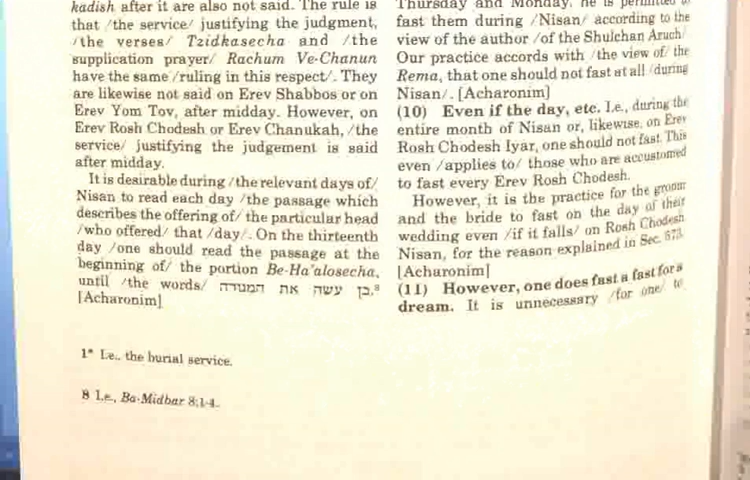 kadish after it are also not said. The rule is
that /the service/ justifying the judgment,
/the verses/ Tzidkasecha and /the
supplication prayer/ Rachum Ve-Chanun
have the same /ruling in this respect/. They
are likewise not said on Erev Shabbos or on
Erev Yom Tov, after midday. However, on
Erev Rosh Chodesh or Erev Chanukah, /the
service/ justifying the judgement is said
after midday.
It is desirable during /the relevant days of/
Nisan to read each day /the passage which
describes the offering of/ the particular head
/who offered/ that /day/. On the thirteenth
day /one should read the passage at the
beginning of/ the portion Be-Ha'alosecha,
until /the words/ כן עשה את המנורה.⁸
[Acharonim]
1* I.e., the burial service.
8 I.e., Ba-Midbar 8:1-4.
Thursday and Monday, he is permitted to
fast them during /Nisan/ according to the
view of the author /of the Shulchan Aruch/
Our practice accords with /the view of/ the
Rema, that one should not fast at all /during
Nisan/. [Acharonim]
(10) Even if the day, etc. I.e., during the
entire month of Nisan or, likewise, on Erev
Rosh Chodesh Iyar, one should not fast. This
even /applies to/ those who are accustomed
to fast every Erev Rosh Chodesh.
However, it is the practice for the groom
and the bride to fast on the day of their
wedding even /if it falls/ on Rosh Chodesh
Nisan, for the reason explained in Sec. 573.
[Acharonim]
(11) However, one does fast a fast for a
dream. It is unnecessary /for one/ to